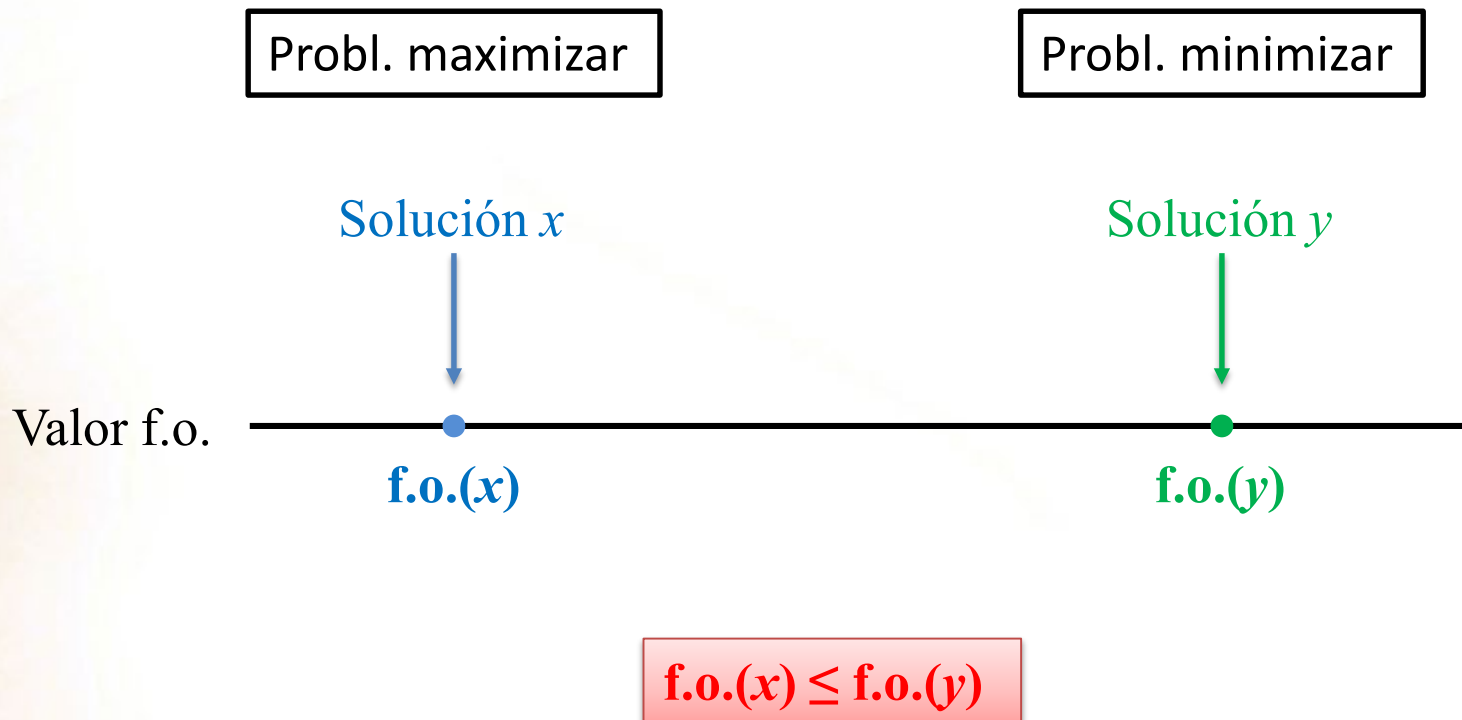 Probl. maximizar
Probl. minimizar
Solución x
Solución y
Valor f.o.
f.o.(x)
f.o.(y)
f.o.(x) ≤ f.o.(y)